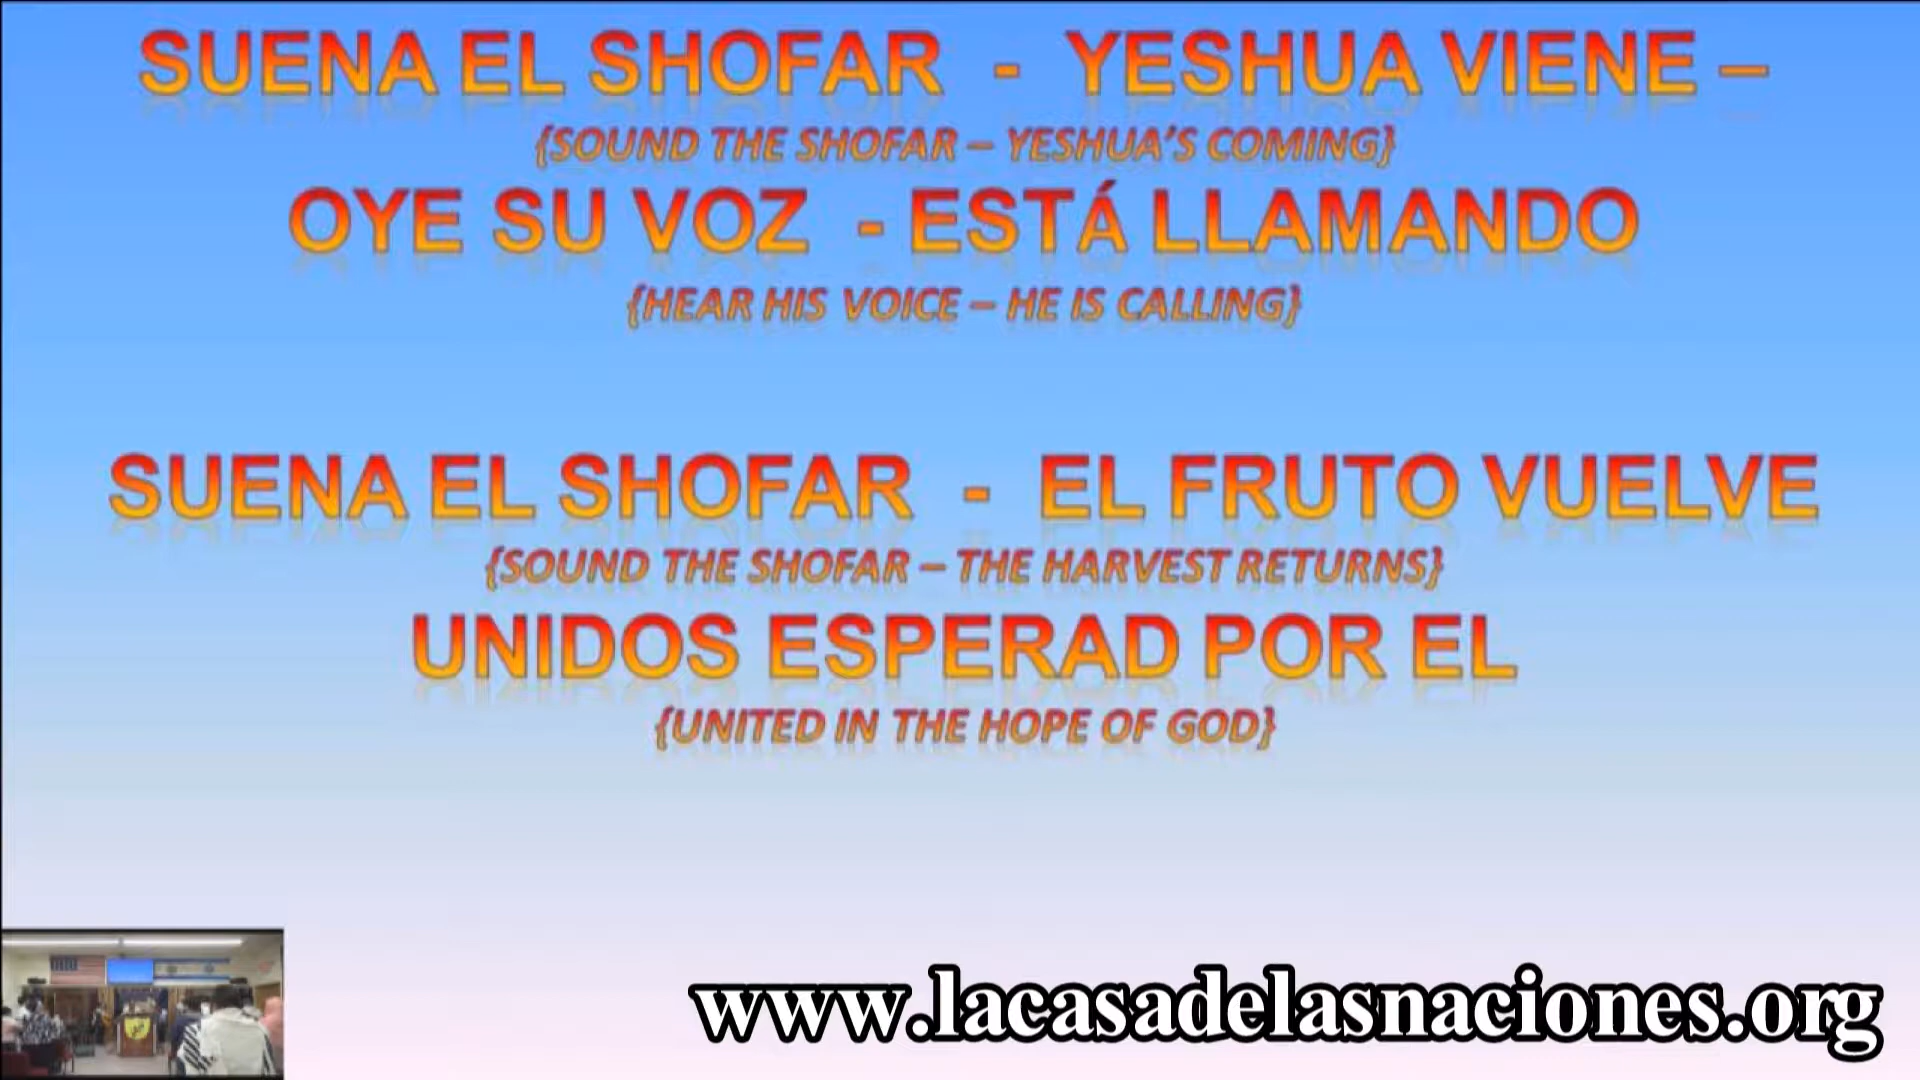 SUENA EL SHOFAR - YESHUA VIENE –
{SOUND THE SHOFAR – YESHUA'S COMING}
OYE SU VOZ - ESTÁ LLAMANDO
{HEAR HIS VOICE – HE IS CALLING}
SUENA EL SHOFAR - EL FRUTO VUELVE
{SOUND THE SHOFAR – THE HARVEST RETURNS}
UNIDOS ESPERAD POR EL
{UNITED IN THE HOPE OF GOD}
www.lacasadelasnaciones.org